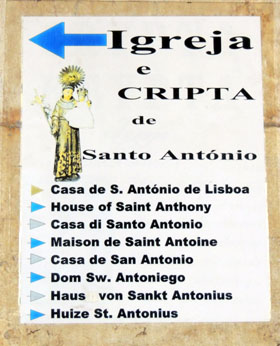 Igreja
e
CRIPTA
de
Santo António
Casa de S. António de Lisboa
House of Saint Anthony
Casa di Santo Antonio
Maison de Saint Antoine
Casa de San Antonio
Dom Sw. Antoniego
Haus von Sankt Antonius
Huize St. Antonius